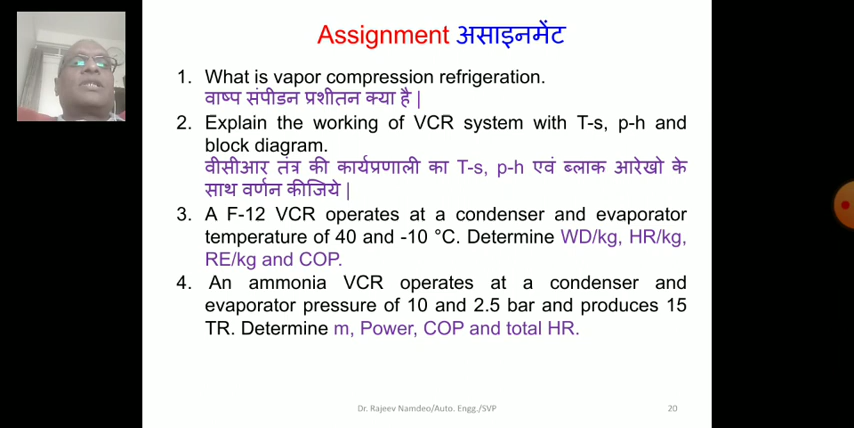 Assignment असाइनमेंट
1. What is vapor compression refrigeration.
वाष्प संपीडन प्रशीतन क्या है |
2. Explain the working of VCR system with T-s, p-h and
block diagram.
वीसीआर तंत्र की कार्यप्रणाली का T-s, p-h एवं ब्लाक आरेखो के
साथ वर्णन कीजिये |
3. A F-12 VCR operates at a condenser and evaporator
temperature of 40 and -10 °C. Determine WD/kg, HR/kg,
RE/kg and COP.
4. An ammonia VCR operates at a condenser and
evaporator pressure of 10 and 2.5 bar and produces 15
TR. Determine m, Power, COP and total HR.
Dr. Rajeev Namdeo/Auto. Engg./SVP 20